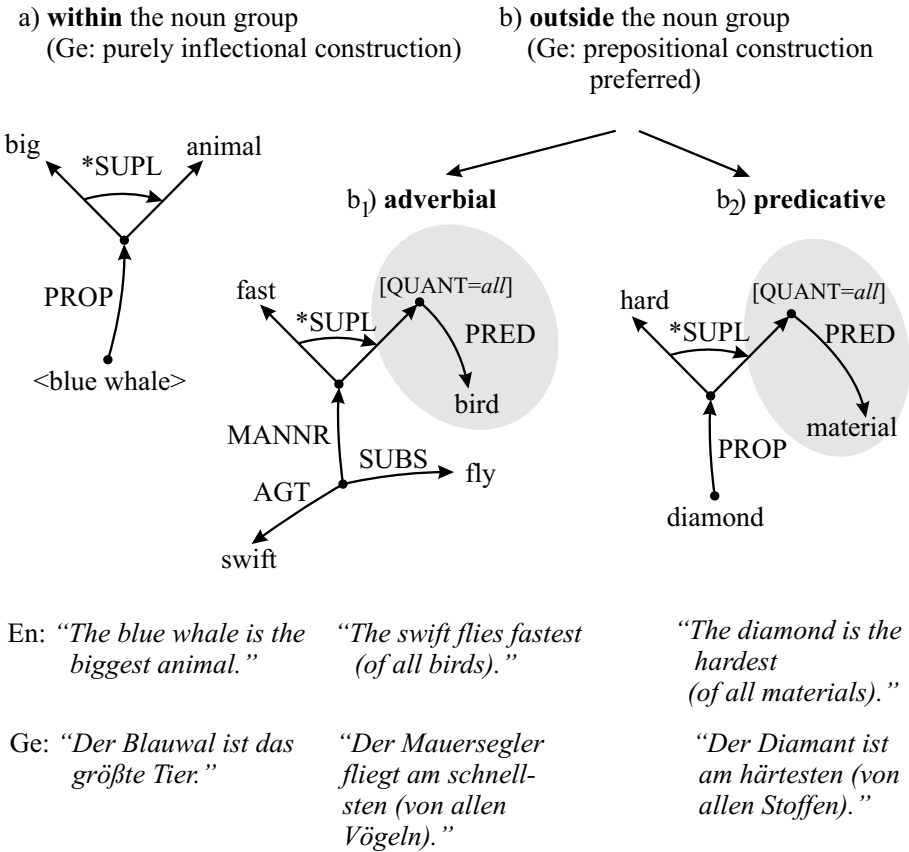 a) within the noun group
(Ge: purely inflectional construction)
b) outside the noun group
(Ge: prepositional construction
preferred)
big
*SUPL
animal
PROP
<blue whale>
b1) adverbial
fast
*SUPL
[QUANT=all]
PRED
bird
MANNR
SUBS
fly
AGT
swift
b2) predicative
hard
*SUPL
[QUANT=all]
PRED
material
PROP
diamond
En: “The blue whale is the
biggest animal.”
“The swift flies fastest
(of all birds).”
“The diamond is the
hardest
(of all materials).”
Ge: “Der Blauwal ist das
größte Tier.”
“Der Mauersegler
fliegt am schnell-
sten (von allen
Vögeln).”
“Der Diamant ist
am härtesten (von
allen Stoffen).”